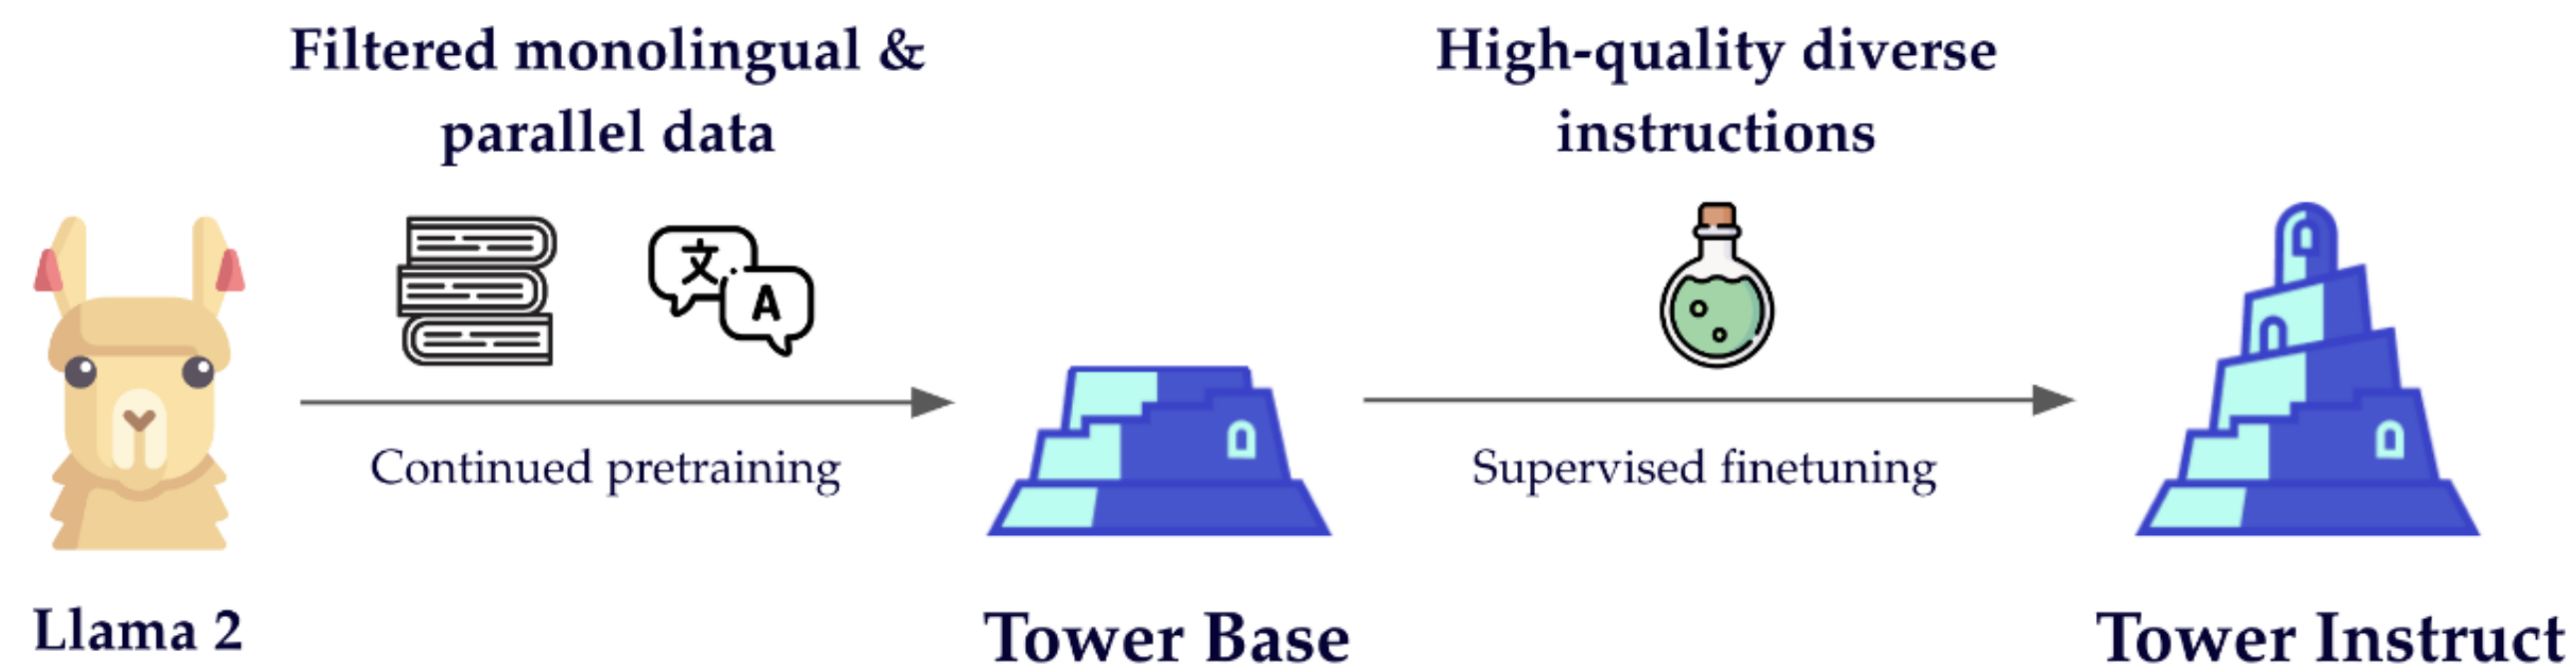 Filtered monolingual &
parallel data
High-quality diverse
instructions
文
A
Continued pretraining
Supervised finetuning
Llama 2
Tower Base
Tower Instruct